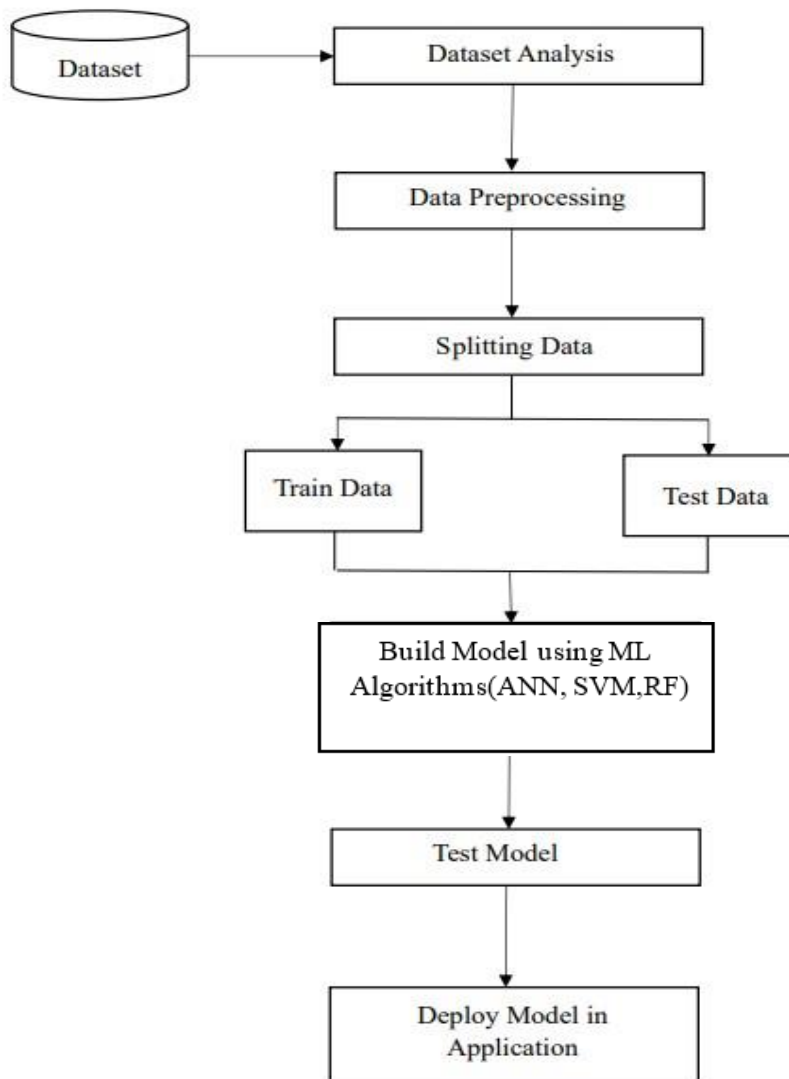 Dataset
Dataset Analysis
Data Preprocessing
Splitting Data
Train Data
Test Data
Build Model using ML
Algorithms(ANN, SVM,RF)
Test Model
Deploy Model in
Application